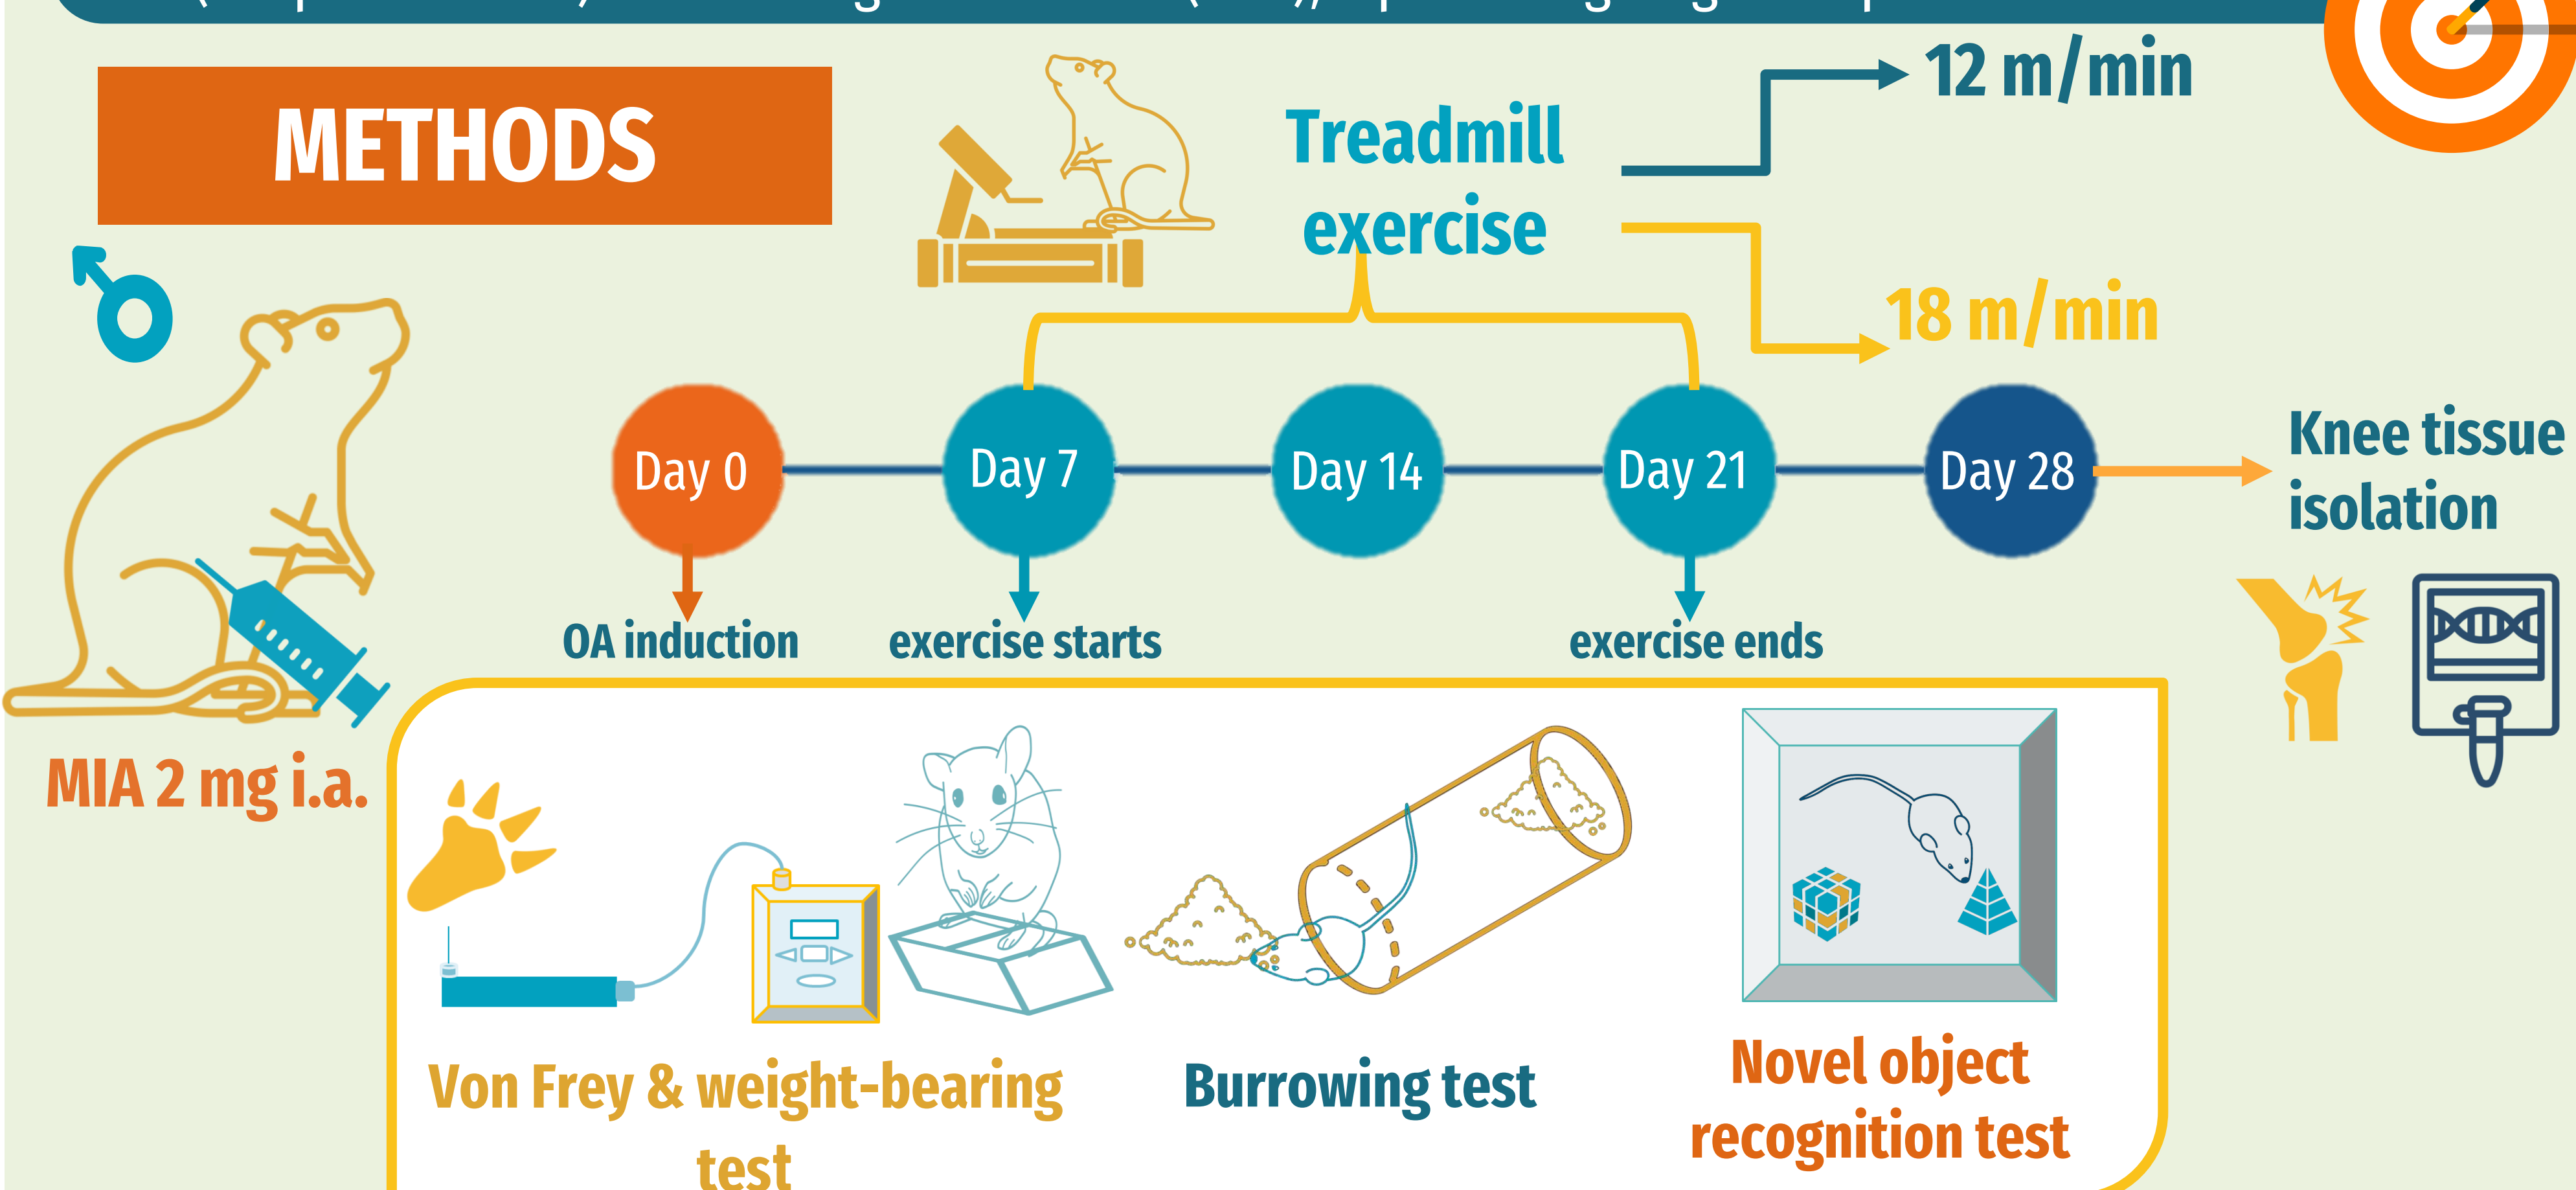 METHODS
Treadmill
exercise
12 m/min
18 m/min
Day 0
Day 7
Day 14
Day 21
Day 28
Knee tissue
isolation
OA induction
exercise starts
exercise ends
MIA 2 mg i.a.
Von Frey & weight-bearing
test
Burrowing test
Novel object
recognition test